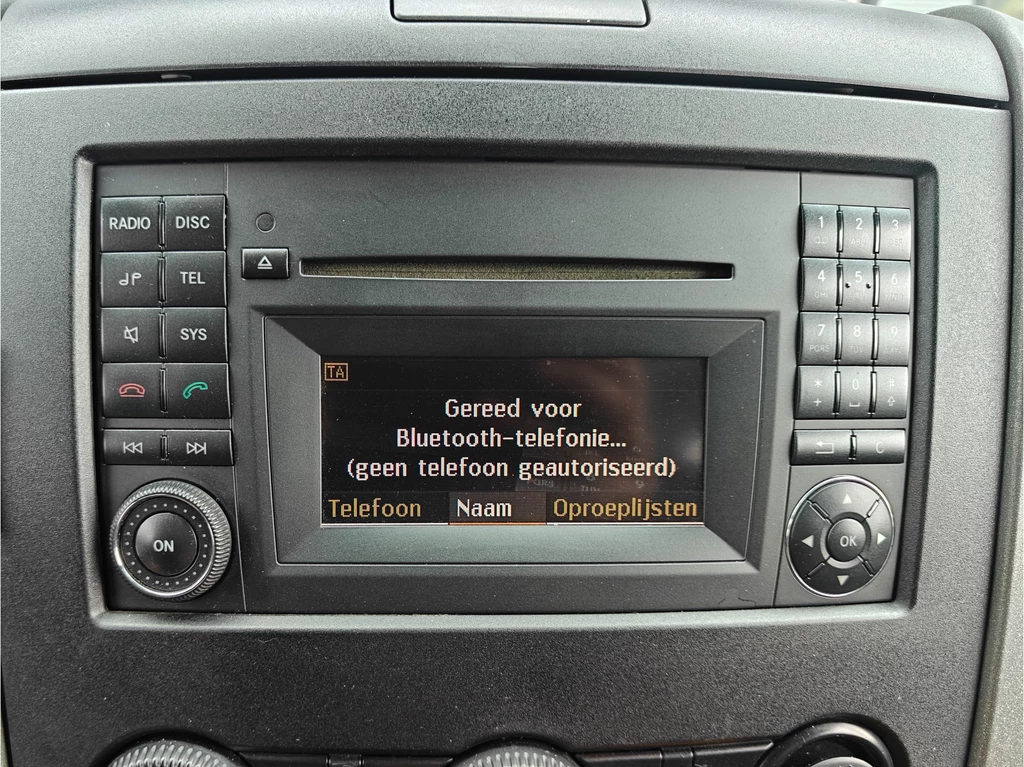 RADIO DISC
TEL
SYS
ON
TA
Gereed voor
Bluetooth-telefonie...
(geen telefoon geautoriseerd)
Telefoon Naam Oproeplijsten
1 2 3
4 5 6
7 8 9
PQRS
* 0 #
+
C
OK